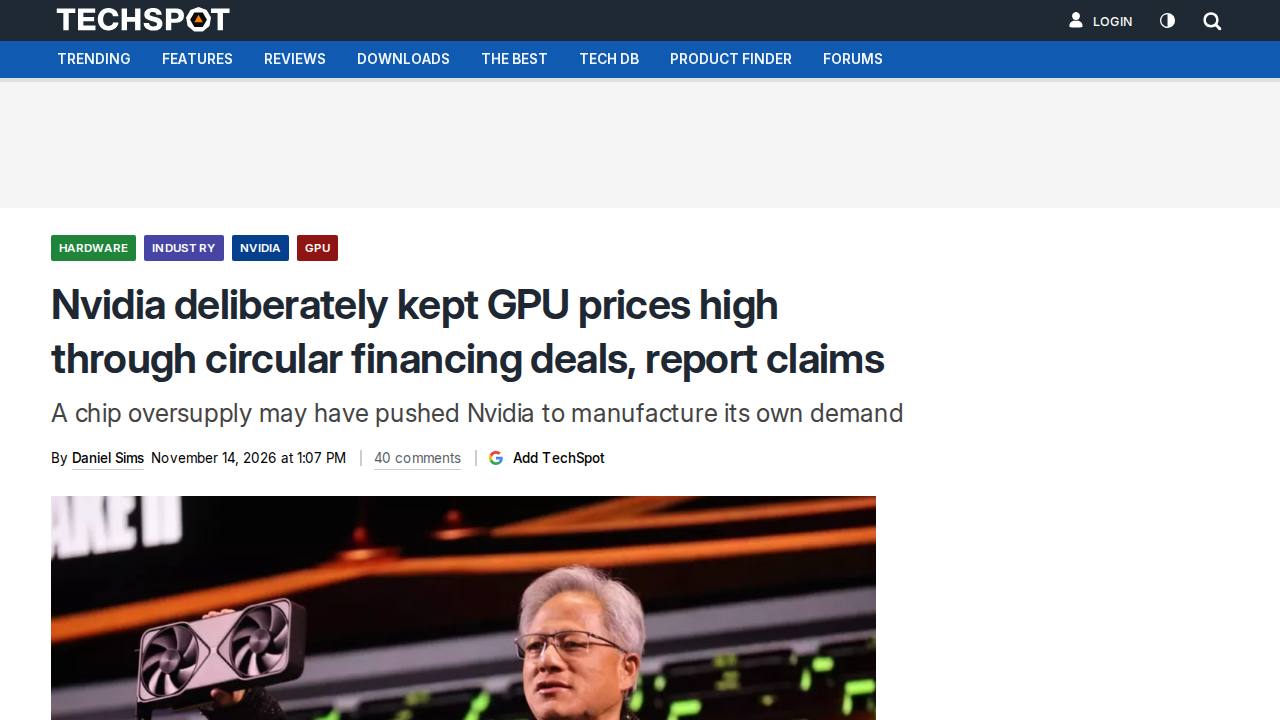 TECHSPOT
LOGIN
TRENDING FEATURES REVIEWS DOWNLOADS THE BEST TECH DB PRODUCT FINDER FORUMS
HARDWARE INDUSTRY NVIDIA GPU
Nvidia deliberately kept GPU prices high
through circular financing deals, report claims
A chip oversupply may have pushed Nvidia to manufacture its own demand
By Daniel Sims November 14, 2026 at 1:07 PM 40 comments Add TechSpot
AKE IT